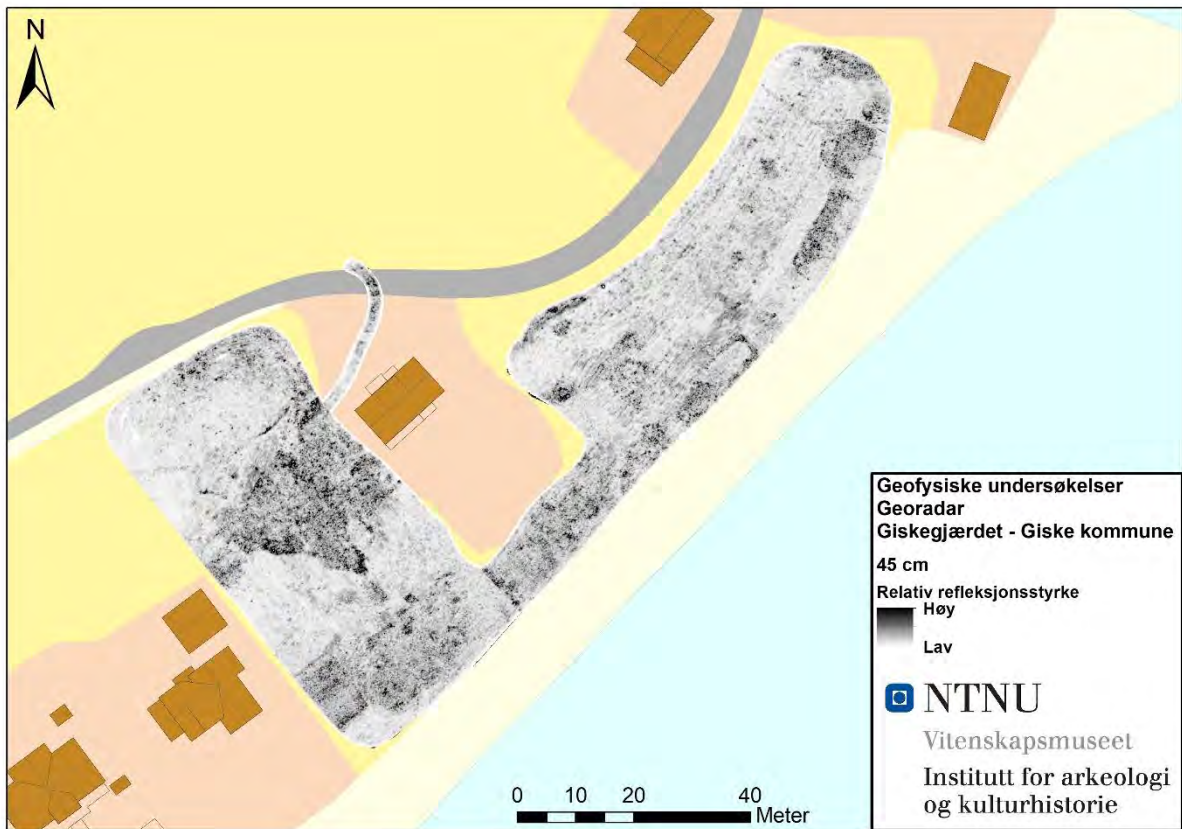 N
Geofysiske undersøkelser
Georadar
Giskegjærdet - Giske kommune
45 cm
Relativ refleksjonsstyrke
Høy
Lav
NTNU
Vitenskapsmuseet
Institutt for arkeologi
og kulturhistorie
0 10 20 40
Meter